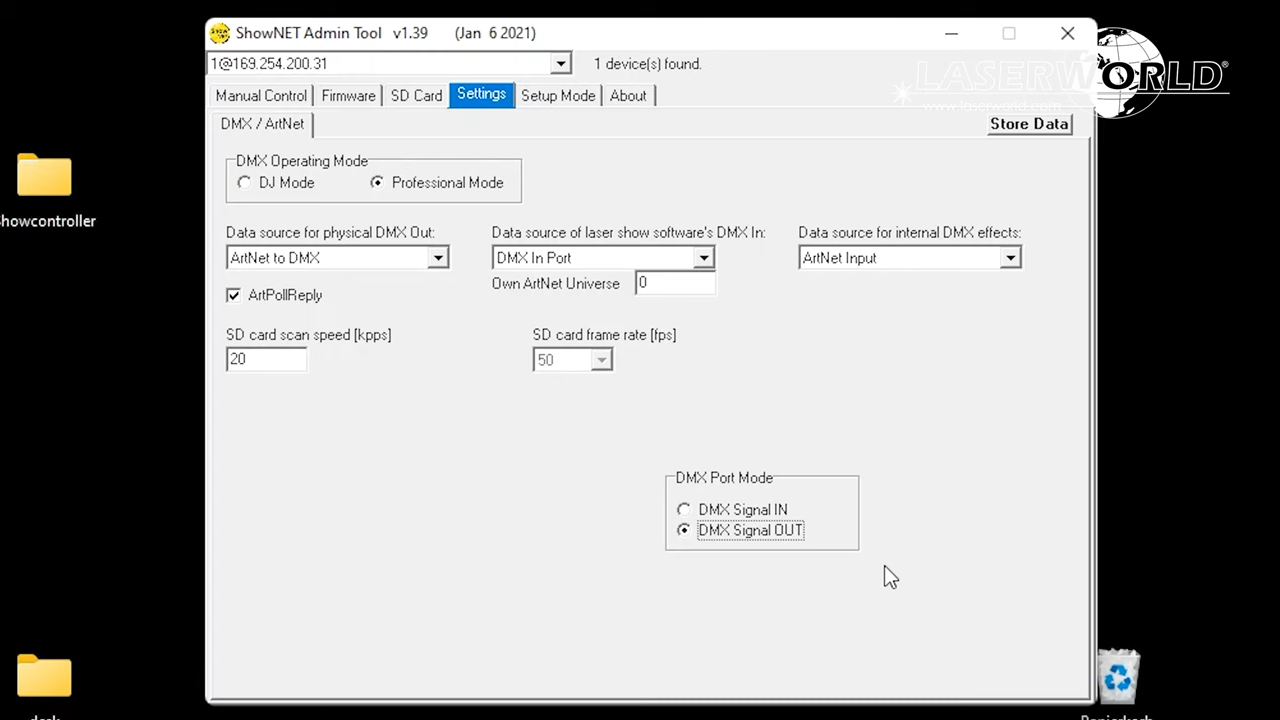 ShowNET Admin Tool v1.39 (Jan 6 2021)
1@169.254.200.31
1 device(s) found.
LASERWORLD®
www.laserworld.com
Manual Control
Firmware
SD Card
Settings
Setup Mode
About
DMX / ArtNet
Store Data
DMX Operating Mode
DJ Mode
Professional Mode
Showcontroller
Data source for physical DMX Out:
Data source of laser show software's DMX In:
Data source for internal DMX effects:
ArtNet to DMX
DMX In Port
ArtNet Input
Own ArtNet Universe
0
ArtPollReply
SD card scan speed [kpps]
SD card frame rate [fps]
20
50
DMX Port Mode
DMX Signal IN
DMX Signal OUT